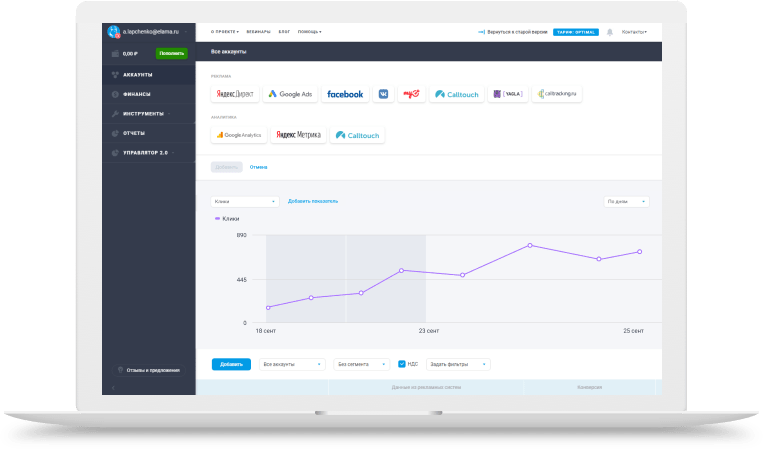 a.lapchenko@elama.ru
О ПРОЕКТЕ ВЕБИНАРЫ БЛОГ ПОМОЩЬ
Вернуться в старой версии ТАРИФ: OPTIMAL Контакты
0,00 ₽ Пополнить
Все аккаунты
АККАУНТЫ
ФИНАНСЫ
ИНСТРУМЕНТЫ
ОТЧЕТЫ
УПРАВЛЯТОР 2.0
Отзывы и предложения
РЕКЛАМА
Яндекс.Директ Google Ads facebook Calltouch [YAGLA] calltracking.ru
АНАЛИТИКА
Google Analytics Яндекс Метрика Calltouch
Добавить Отмена
Клики Добавить показатель По дням
Клики
890
445
0
18 сент 23 сент 25 сент
Добавить Все аккаунты Без сегмента НДС Задать фильтры
Данные из рекламных систем Конверсии